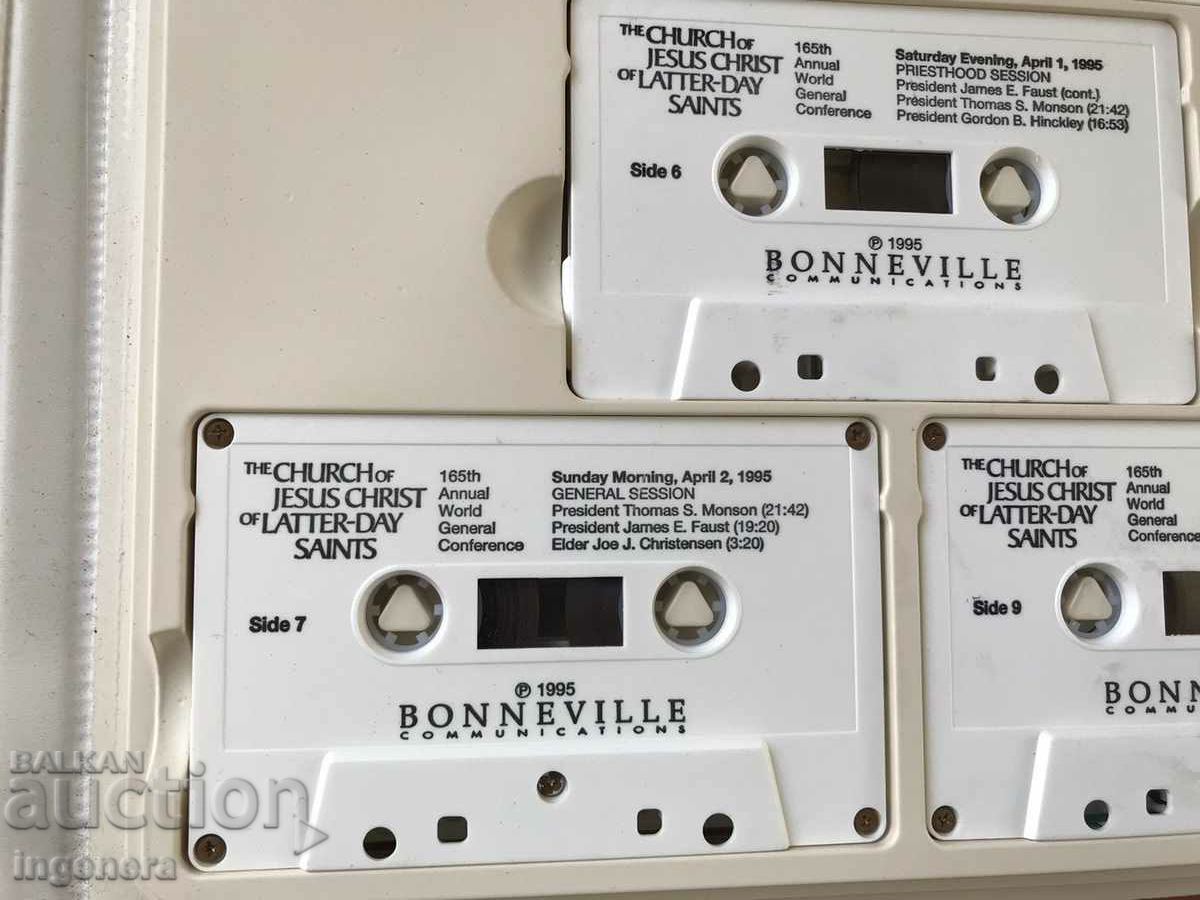 THE CHURCH OF
JESUS CHRIST
OF LATTER-DAY
SAINTS
165th
Annual
World
General
Conference
Saturday Evening, April 1, 1995
PRIESTHOOD SESSION
President James E. Faust (cont.)
President Thomas S. Monson (21:42)
President Gordon B. Hinckley (16:53)
Side 6
℗ 1995
BONNEVILLE
COMMUNICATIONS
THE CHURCH OF
JESUS CHRIST
OF LATTER-DAY
SAINTS
165th
Annual
World
General
Conference
Sunday Morning, April 2, 1995
GENERAL SESSION
President Thomas S. Monson (21:42)
President James E. Faust (19:20)
Elder Joe J. Christensen (3:20)
Side 7
℗ 1995
BONNEVILLE
COMMUNICATIONS
THE CHURCH OF
JESUS CHRIST
OF LATTER-DAY
SAINTS
165th
Annual
World
General
Conference
Side 9
BONNE
COMMU
BALKAN
auction
ingenera